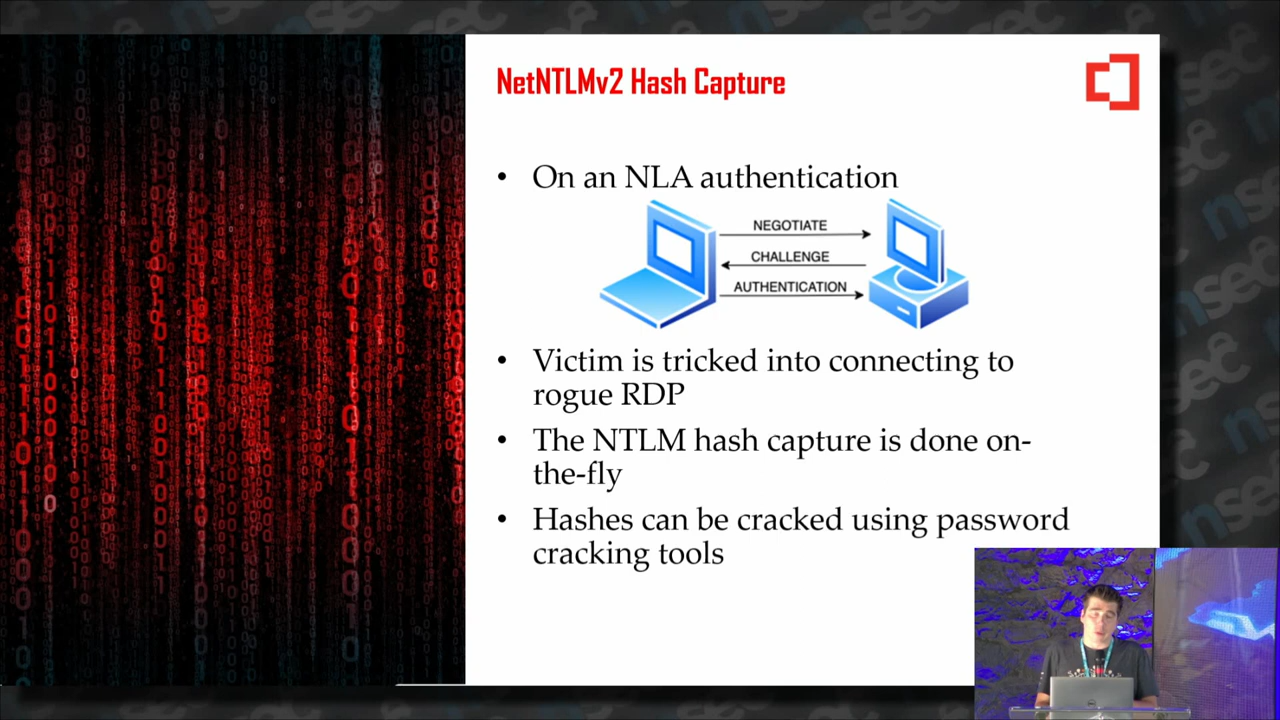 NetNTLMv2 Hash Capture
• On an NLA authentication
NEGOTIATE
CHALLENGE
AUTHENTICATION
• Victim is tricked into connecting to
rogue RDP
• The NTLM hash capture is done on-
the-fly
• Hashes can be cracked using password
cracking tools
nsec